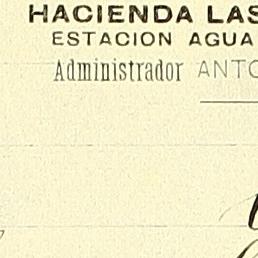 HACIENDA LAS
ESTACION AGUA
Administrador ANTO